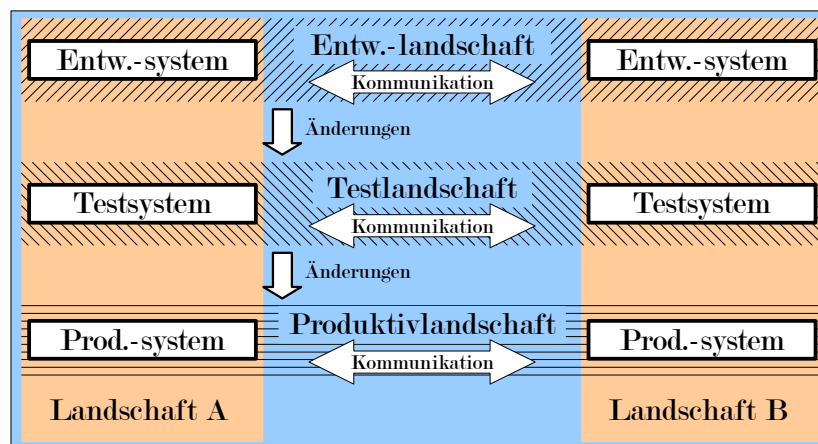 Entw.-landschaft
Entw.-system
Entw.-system
Kommunikation
Änderungen
Testlandschaft
Testsystem
Testsystem
Kommunikation
Änderungen
Produktivlandschaft
Prod.-system
Prod.-system
Kommunikation
Landschaft A
Landschaft B